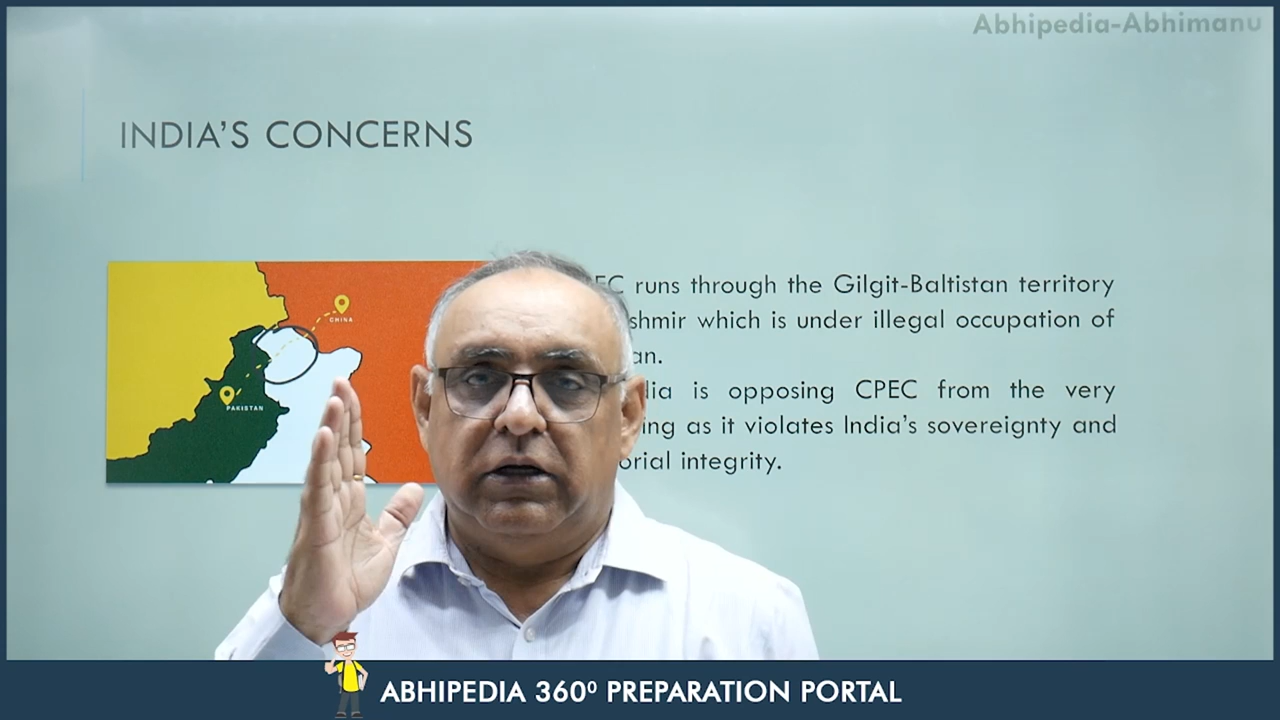 Abhipedia-Abhimanu
INDIA'S CONCERNS
CHINA
PAKISTAN
runs through the Gilgit-Baltistan territory
which is under illegal occupation of
is opposing CPEC from the very
as it violates India's sovereignty and
integrity.
ABHIPEDIA 360⁰ PREPARATION PORTAL